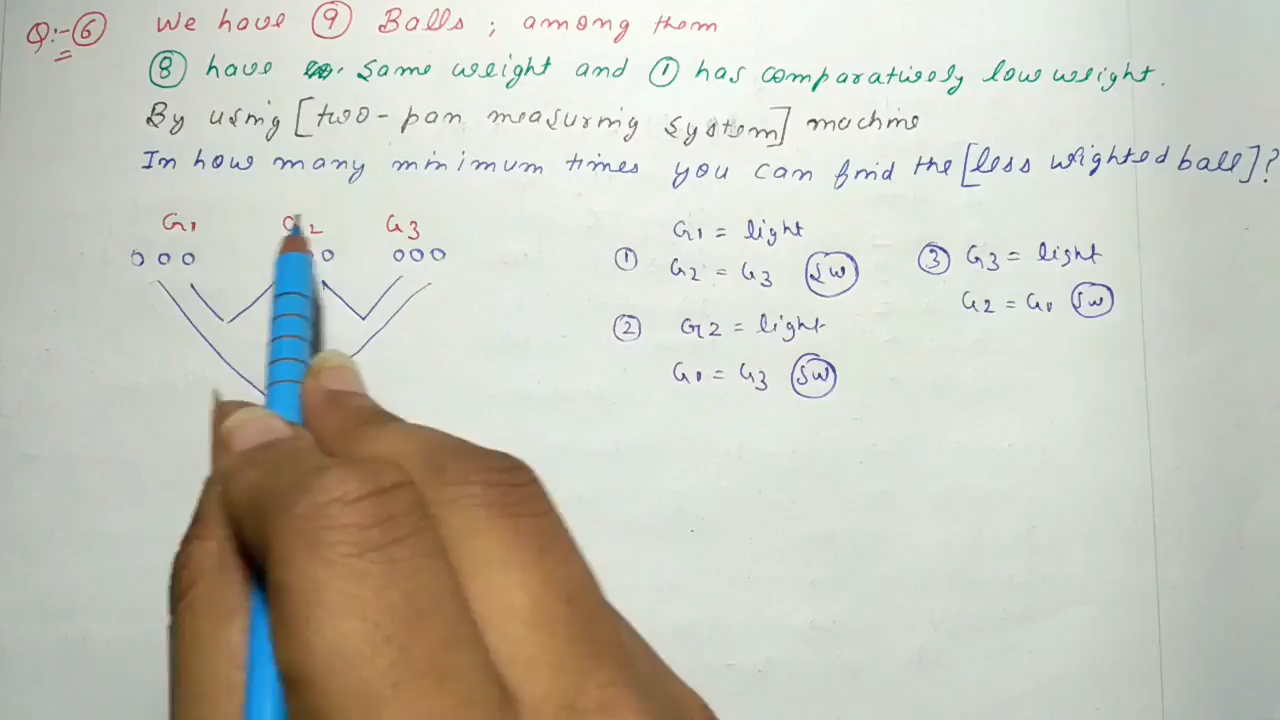 Q:-⑥ We have ⑨ Balls ; among them
⑧ have same weight and ① has comparatively low weight.
By using [two-pan measuring system] machine
In how many minimum times you can find the [less weighted ball]?
G1 G2 G3
① G1 = light
G2 = G3 SW
② G2 = light
G1 = G3 SW
③ G3 = light
G2 = G1 SW